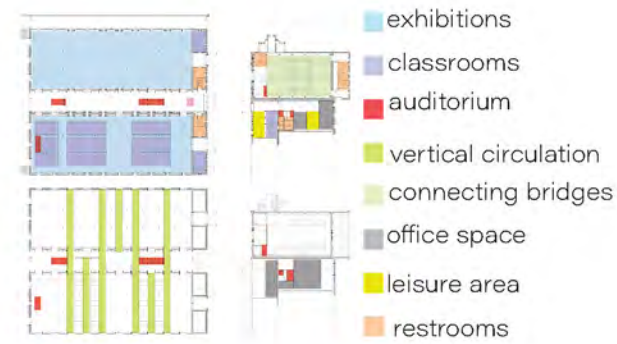 exhibitions
classrooms
auditorium
vertical circulation
connecting bridges
office space
leisure area
restrooms